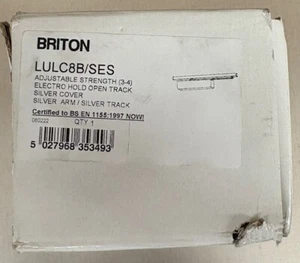 BRITON
LULC8B/SES
ADJUSTABLE STRENGTH (3-4)
ELECTRO HOLD OPEN TRACK
SILVER COVER
SILVER ARM / SILVER TRACK
Certified to BS EN 1155:1997 NOW!
080222 QTY 1
5 027968 353493